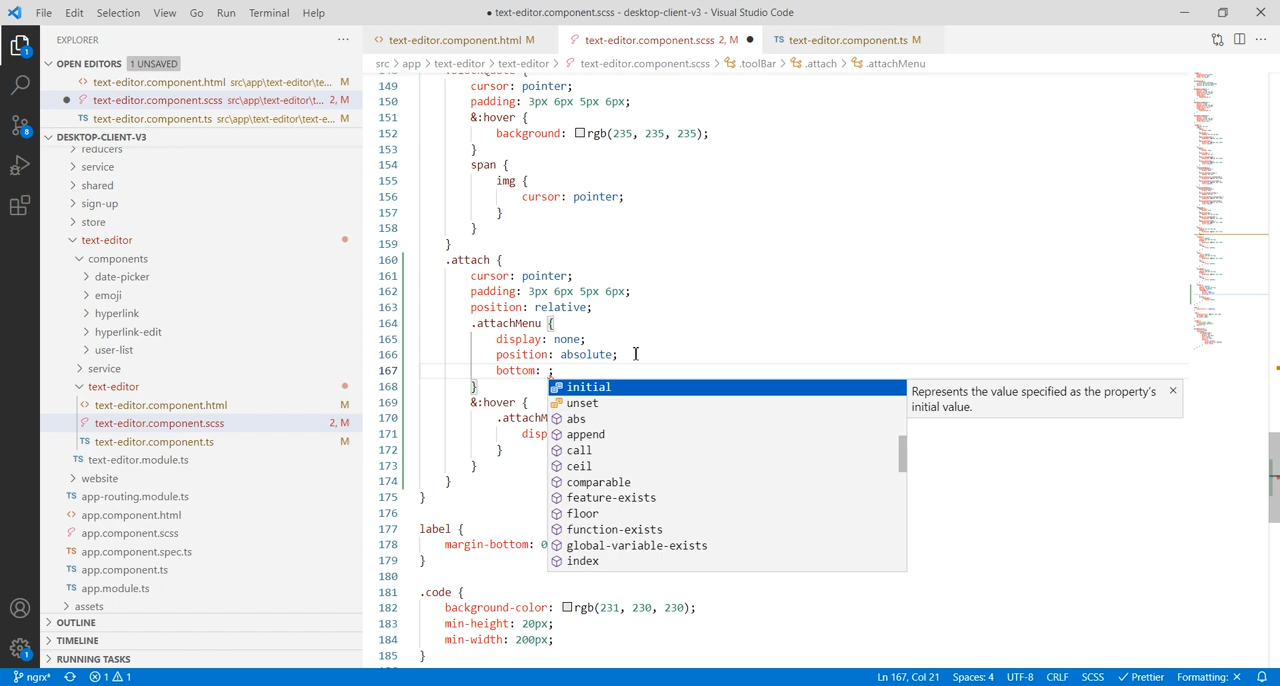 File Edit Selection View Go Run Terminal Help
● text-editor.component.scss - desktop-client-v3 - Visual Studio Code
EXPLORER
OPEN EDITORS 1 UNSAVED
text-editor.component.html src\app\text-editor\te... M
text-editor.component.scss src\app\text-editor\t... 2, M
text-editor.component.ts src\app\text-editor\text-e... M
DESKTOP-CLIENT-V3
reducers
service
shared
sign-up
store
text-editor
components
date-picker
emoji
hyperlink
hyperlink-edit
user-list
service
text-editor
text-editor.component.html M
text-editor.component.scss 2, M
text-editor.component.ts M
text-editor.module.ts
website
app-routing.module.ts
app.component.html
app.component.scss
app.component.spec.ts
app.component.ts
app.module.ts
assets
OUTLINE
TIMELINE
RUNNING TASKS
text-editor.component.html M
text-editor.component.scss 2, M ●
text-editor.component.ts M
src > app > text-editor > text-editor > text-editor.component.scss > .toolBar > .attach > .attachMenu
149 cursor: pointer;
150 padding: 3px 6px 5px 6px;
151 &:hover {
152 background: rgb(235, 235, 235);
153 }
154 span {
155 img {
156 cursor: pointer;
157 }
158 }
159 }
160 .attach {
161 cursor: pointer;
162 padding: 3px 6px 5px 6px;
163 position: relative;
164 .attachMenu {
165 display: none;
166 position: absolute;
167 bottom: ;
168 }
169 &:hover {
170 .attachM
171 disp
172 }
173 }
174 }
175 }
176
177 label {
178 margin-bottom: 0
179 }
180
181 .code {
182 background-color: rgb(231, 230, 230);
183 min-height: 20px;
184 min-width: 200px;
185 }
initial
unset
abs
append
call
ceil
comparable
feature-exists
floor
function-exists
global-variable-exists
index
Represents the value specified as the property's
initial value.
ngrx* 1 1
Ln 167, Col 21 Spaces: 4 UTF-8 CRLF SCSS Prettier Formatting: ×